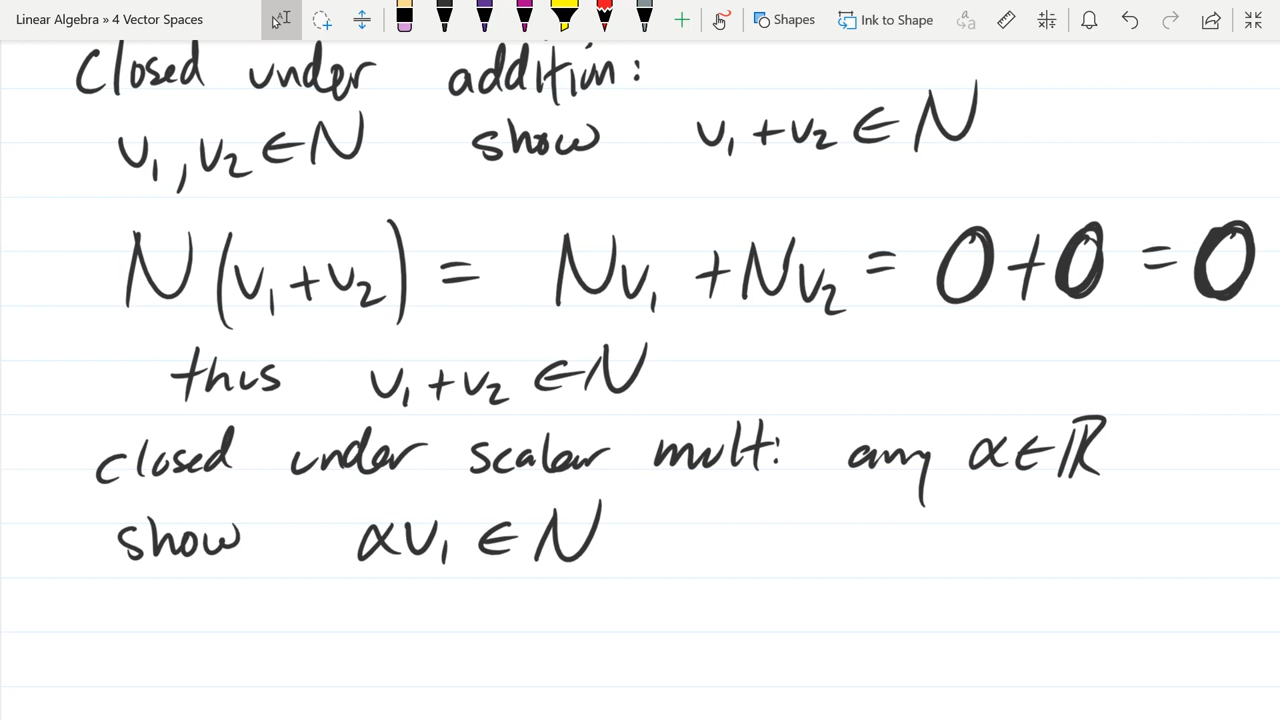 Linear Algebra » 4 Vector Spaces
Shapes
Ink to Shape
Closed under addition:
v₁, v₂ ∈ N show v₁ + v₂ ∈ N
N(v₁ + v₂) = Nv₁ + Nv₂ = 0 + 0 = 0
thus v₁ + v₂ ∈ N
closed under scalar mult: any α ∈ ℝ
show αv₁ ∈ N